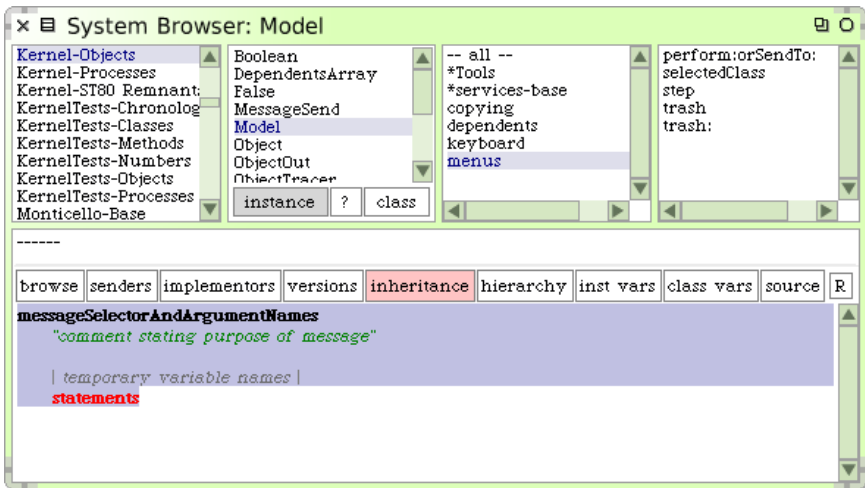 System Browser: Model
Kernel-Objects
Kernel-Processes
Kernel-ST80 Remnant
KernelTests-Chronolog
KernelTests-Classes
KernelTests-Methods
KernelTests-Numbers
KernelTests-Objects
KernelTests-Processes
Monticello-Base
Boolean
DependentsArray
False
MessageSend
Model
Object
ObjectOut
ObjectTracer
instance ? class
-- all --
*Tools
*services-base
copying
dependents
keyboard
menus
perform:orSendTo:
selectedClass
step
trash
trash:
------
browse senders implementors versions inheritance hierarchy inst vars class vars source R
messageSelectorAndArgumentNames
"comment stating purpose of message"
| temporary variable names |
statements